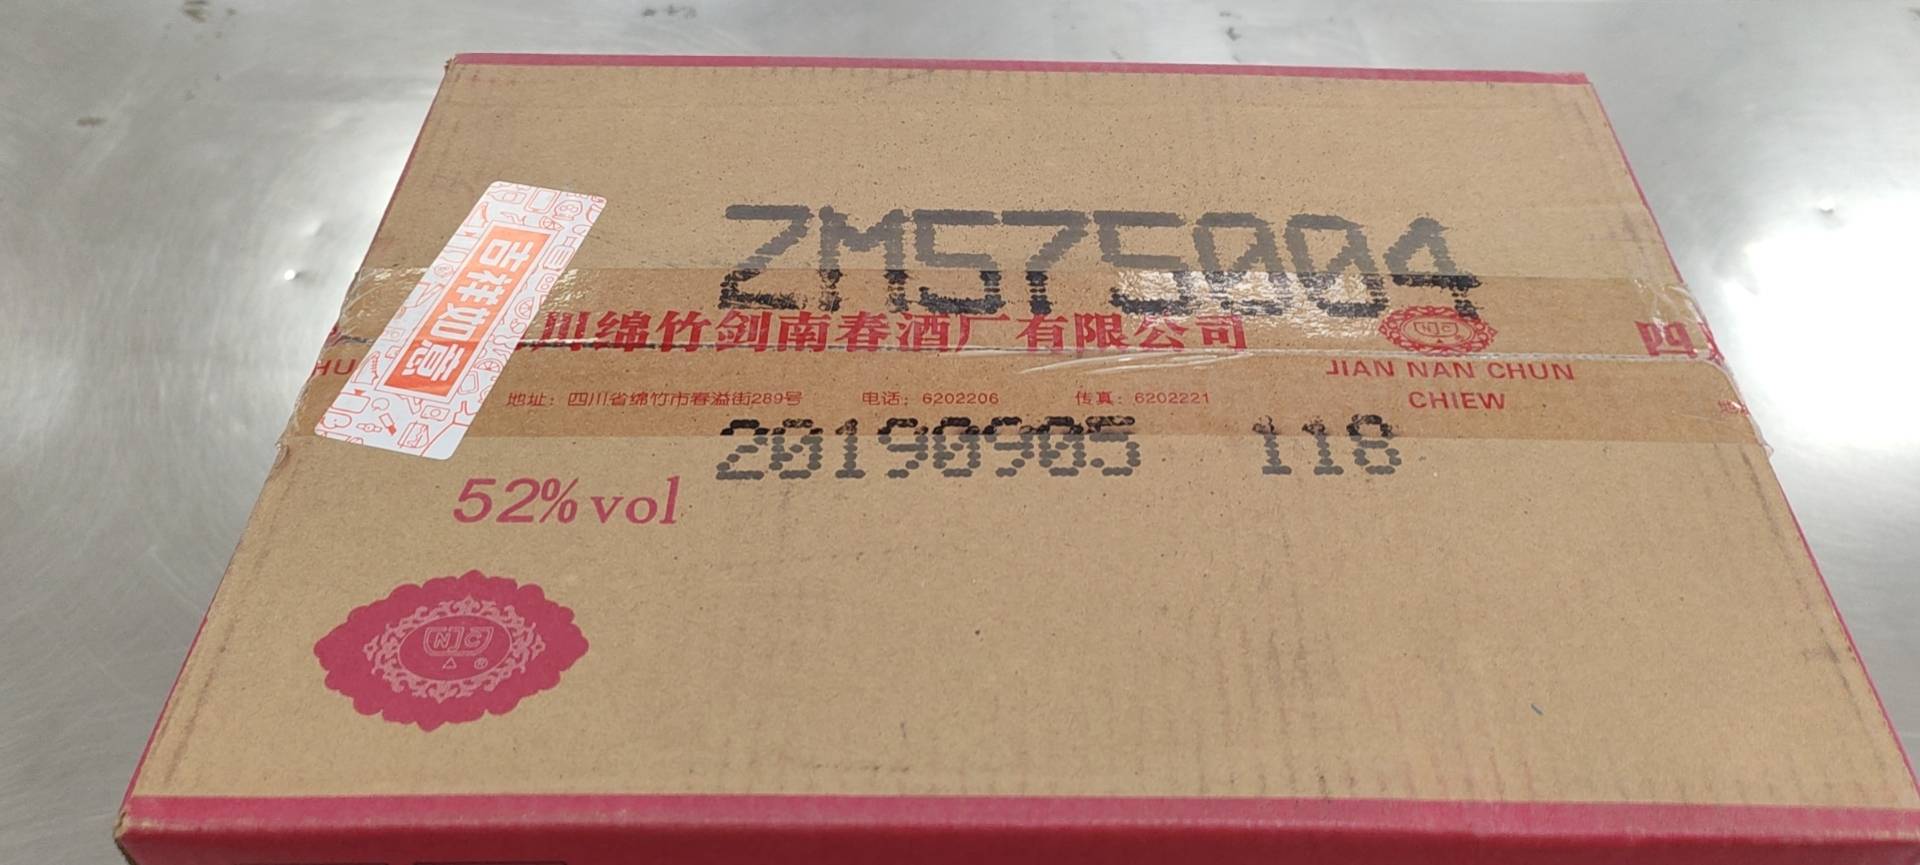 ZM575004
吉祥如意
川绵竹剑南春酒厂有限公司
四
HU
JIAN NAN CHUN
CHIEW
地址：四川省绵竹市春溢街289号 电话：6202206 传真：6202221
20190905 118
52% vol